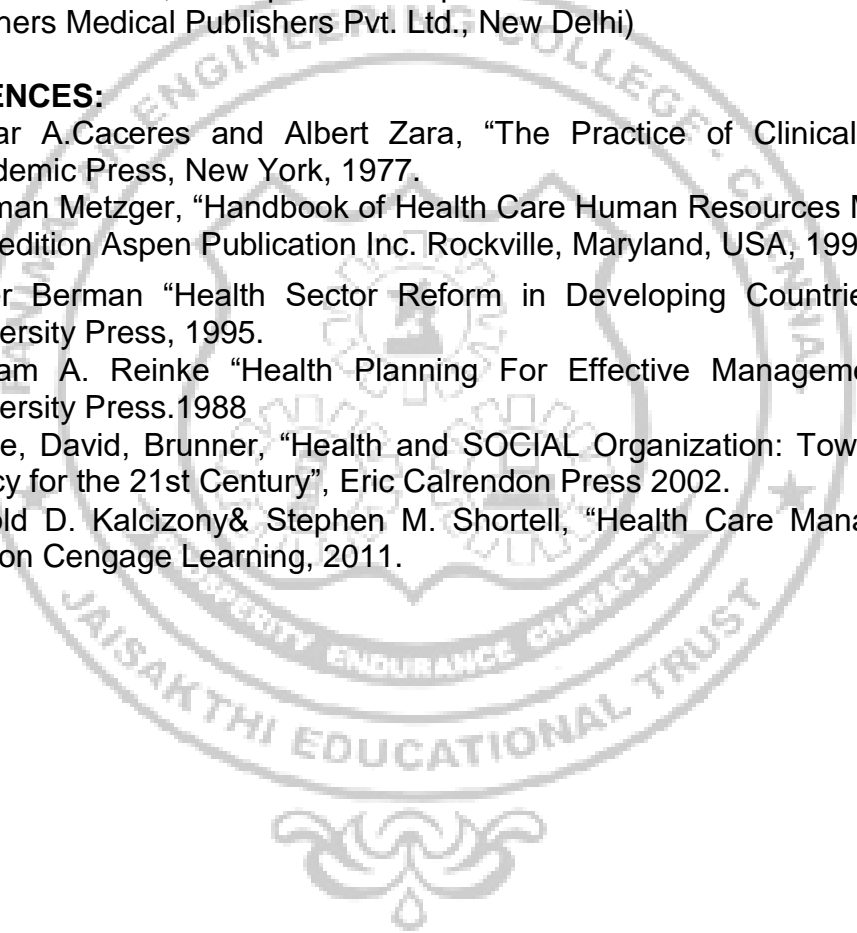 hers Medical Publishers Pvt. Ltd., New Delhi)
ENCES:
ar A.Caceres and Albert Zara, “The Practice of Clinical
demic Press, New York, 1977.
man Metzger, “Handbook of Health Care Human Resources
edition Aspen Publication Inc. Rockville, Maryland, USA, 199
r Berman “Health Sector Reform in Developing Countrie
ersity Press, 1995.
am A. Reinke “Health Planning For Effective Manageme
ersity Press.1988
e, David, Brunner, “Health and SOCIAL Organization: Tow
cy for the 21st Century”, Eric Calrendon Press 2002.
old D. Kalcizony& Stephen M. Shortell, “Health Care Mana
on Cengage Learning, 2011.
ENGINEERING COLLEGE - CHENNAI
PROSPERITY ENDURANCE CHARACTER
JAISAKTHI EDUCATIONAL TRUST